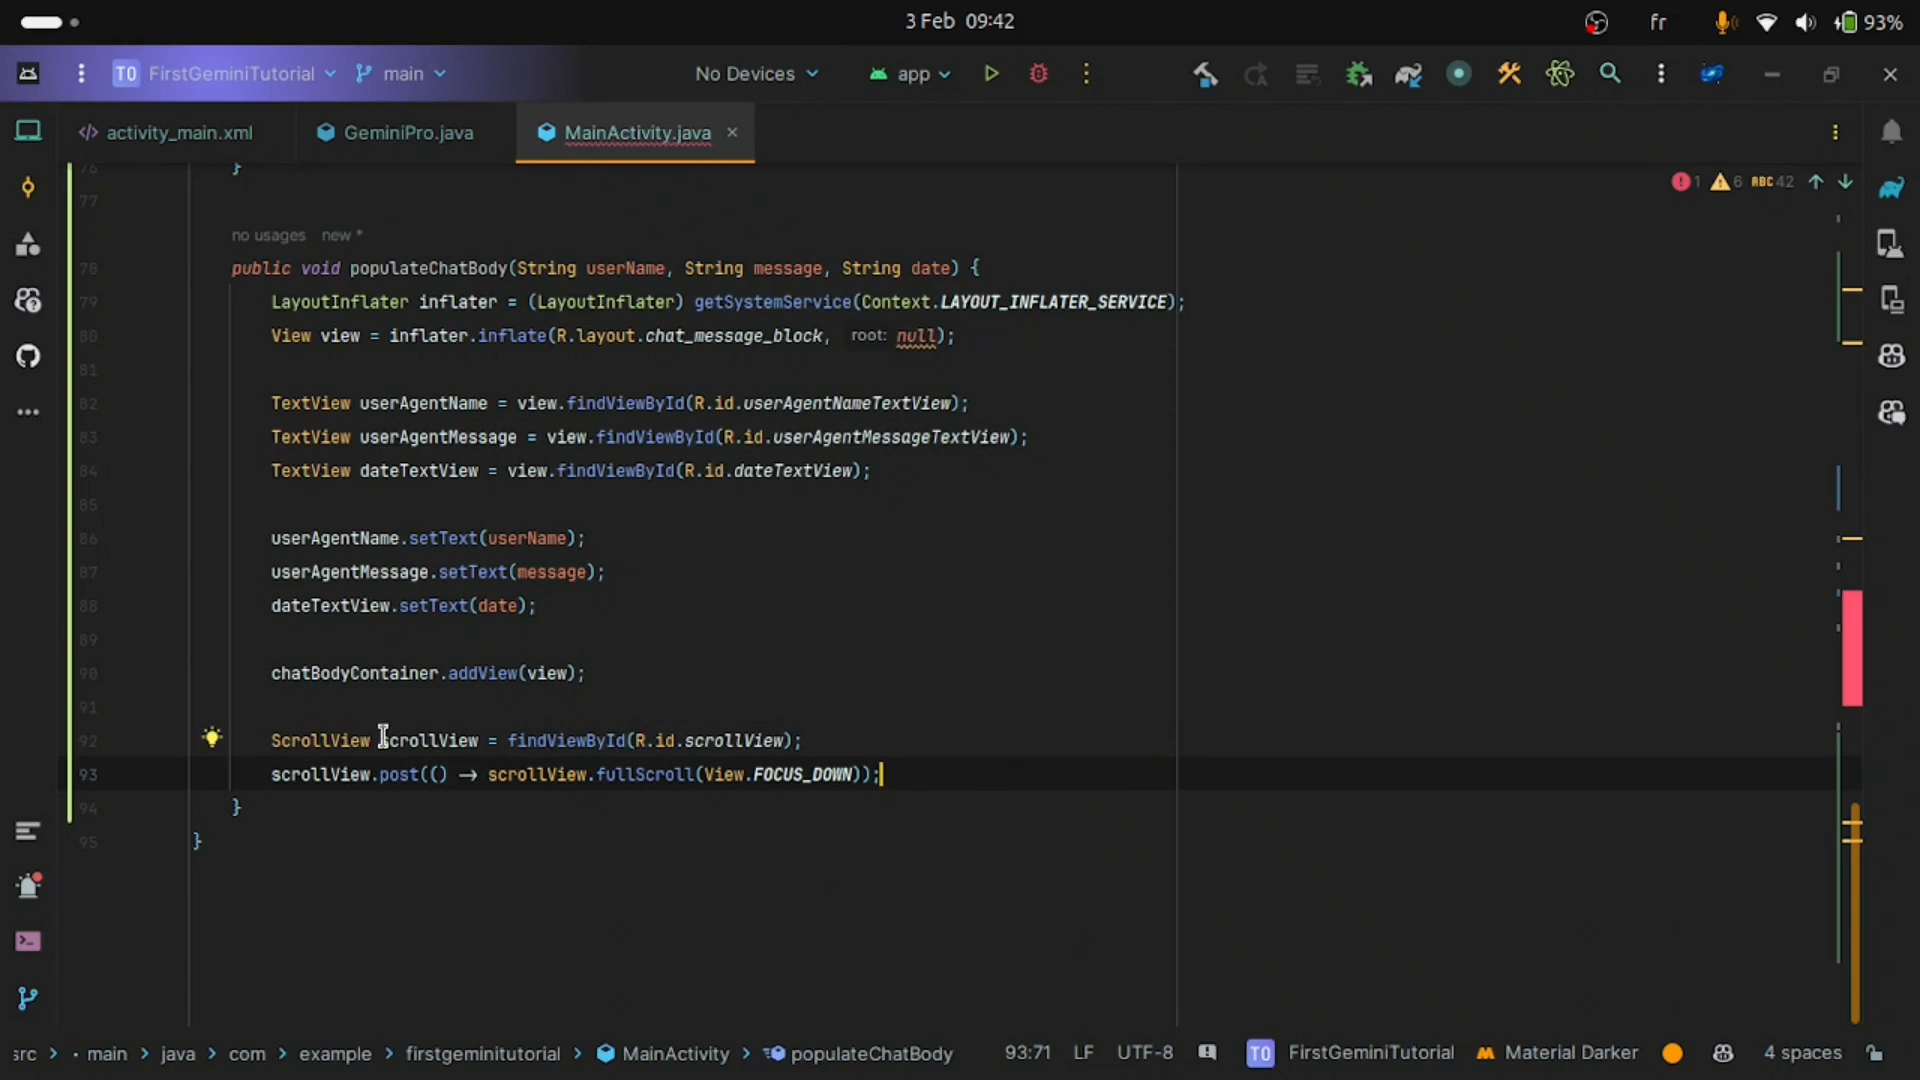 3 Feb 09:42
fr
93%
TO FirstGeminiTutorial main
No Devices app
activity_main.xml GeminiPro.java MainActivity.java
76 }
1 6 ABC 42
77
no usages new *
78 public void populateChatBody(String userName, String message, String date) {
79 LayoutInflater inflater = (LayoutInflater) getSystemService(Context.LAYOUT_INFLATER_SERVICE);
80 View view = inflater.inflate(R.layout.chat_message_block, root: null);
81
82 TextView userAgentName = view.findViewById(R.id.userAgentNameTextView);
83 TextView userAgentMessage = view.findViewById(R.id.userAgentMessageTextView);
84 TextView dateTextView = view.findViewById(R.id.dateTextView);
85
86 userAgentName.setText(userName);
87 userAgentMessage.setText(message);
88 dateTextView.setText(date);
89
90 chatBodyContainer.addView(view);
91
92 ScrollView scrollView = findViewById(R.id.scrollView);
93 scrollView.post(() → scrollView.fullScroll(View.FOCUS_DOWN));
94 }
95 }
src > main > java > com > example > firstgeminitutorial > MainActivity > populateChatBody 93:71 LF UTF-8 TO FirstGeminiTutorial Material Darker 4 spaces